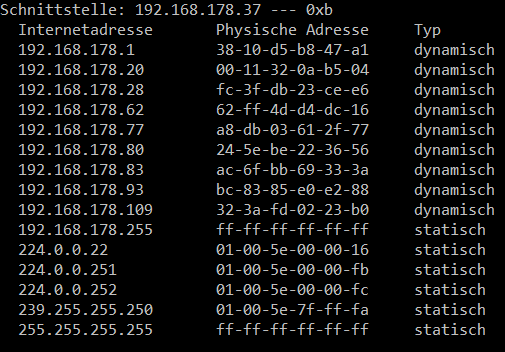 Schnittstelle: 192.168.178.37 --- 0xb
Internetadresse Physische Adresse Typ
192.168.178.1 38-10-d5-b8-47-a1 dynamisch
192.168.178.20 00-11-32-0a-b5-04 dynamisch
192.168.178.28 fc-3f-db-23-ce-e6 dynamisch
192.168.178.62 62-ff-4d-d4-dc-16 dynamisch
192.168.178.77 a8-db-03-61-2f-77 dynamisch
192.168.178.80 24-5e-be-22-36-56 dynamisch
192.168.178.83 ac-6f-bb-69-33-3a dynamisch
192.168.178.93 bc-83-85-e0-e2-88 dynamisch
192.168.178.109 32-3a-fd-02-23-b0 dynamisch
192.168.178.255 ff-ff-ff-ff-ff-ff statisch
224.0.0.22 01-00-5e-00-00-16 statisch
224.0.0.251 01-00-5e-00-00-fb statisch
224.0.0.252 01-00-5e-00-00-fc statisch
239.255.255.250 01-00-5e-7f-ff-fa statisch
255.255.255.255 ff-ff-ff-ff-ff-ff statisch